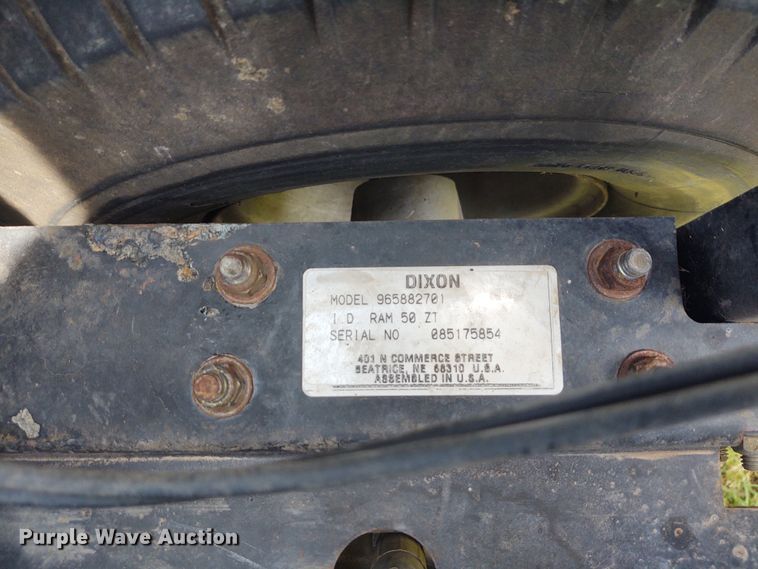 DIXON
MODEL 965882701
I.D. RAM 50 ZT
SERIAL NO 085175854
401 N COMMERCE STREET
BEATRICE, NE 68310 U.S.A.
ASSEMBLED IN U.S.A.
Purple Wave Auction®